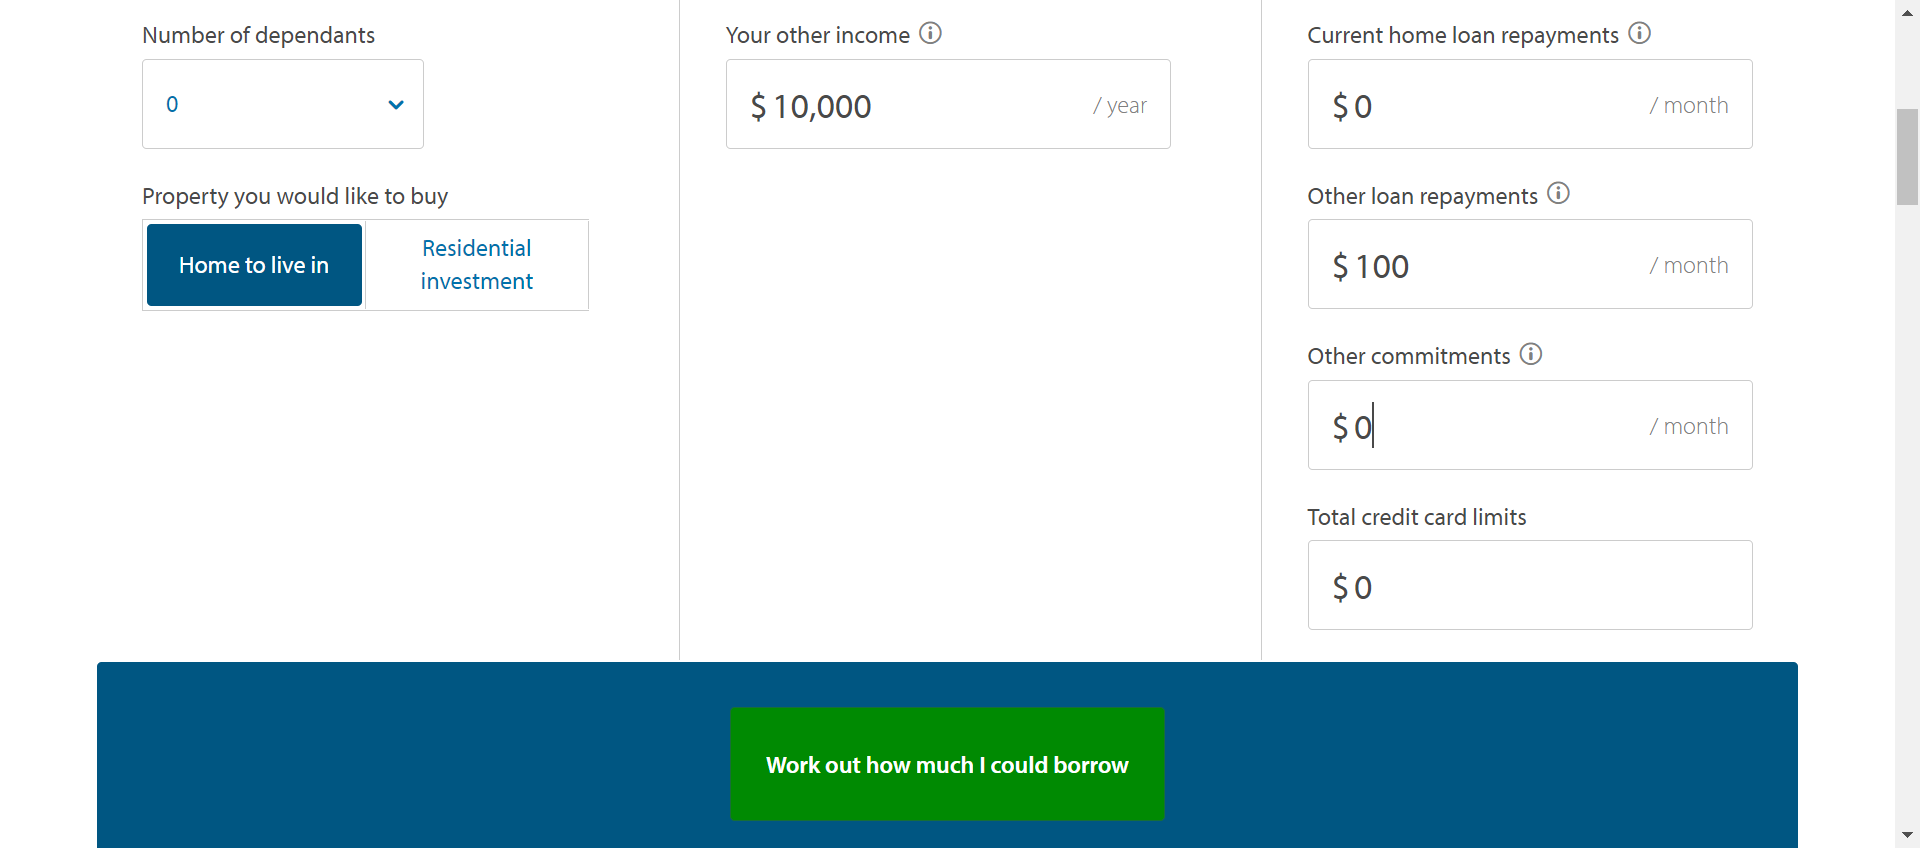 Number of dependants
0
Property you would like to buy
Home to live in
Residential
investment
Your other income
$ 10,000 / year
Current home loan repayments
$ 0 / month
Other loan repayments
$ 100 / month
Other commitments
$ 0 / month
Total credit card limits
$ 0
Work out how much I could borrow